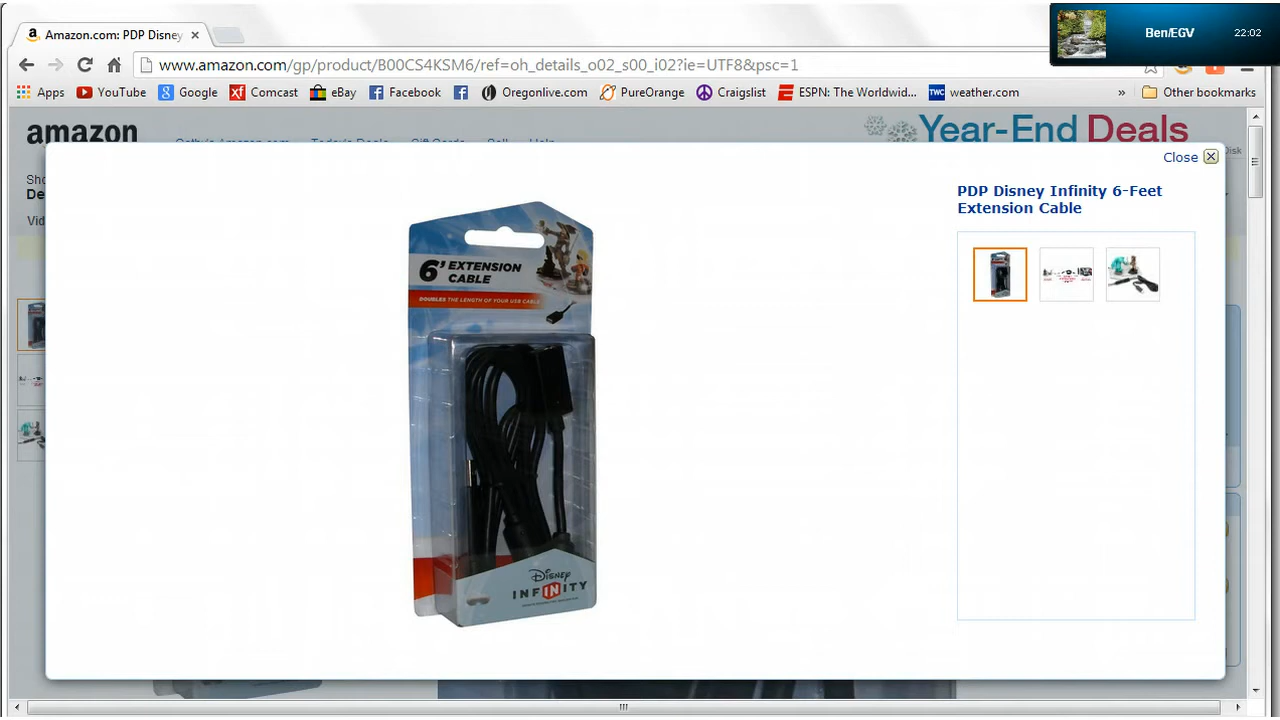 Amazon.com: PDP Disney
Ben/EGV
22:02
www.amazon.com/gp/product/B00CS4KSM6/ref=oh_details_o02_s00_i02?ie=UTF8&psc=1
Apps
YouTube
Google
Comcast
eBay
Facebook
Oregonlive.com
PureOrange
Craigslist
ESPN: The Worldwid...
weather.com
»
Other bookmarks
amazon
Year-End Deals
Close
Sho
De
Vid
PDP Disney Infinity 6-Feet
Extension Cable
6' EXTENSION
CABLE
DOUBLES THE LENGTH OF YOUR USB CABLE
DISNEY
INFINITY